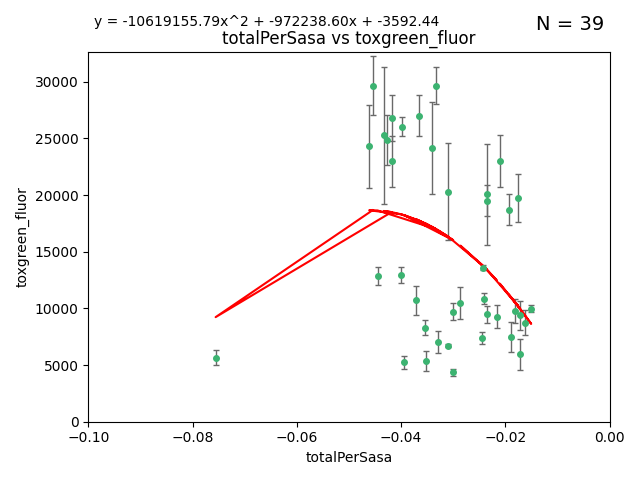 y = -10619155.79x^2 + -972238.60x + -3592.44
N = 39
totalPerSasa vs toxgreen_fluor
toxgreen_fluor
30000
25000
20000
15000
10000
5000
0
−0.10
−0.08
−0.06
−0.04
−0.02
0.00
totalPerSasa